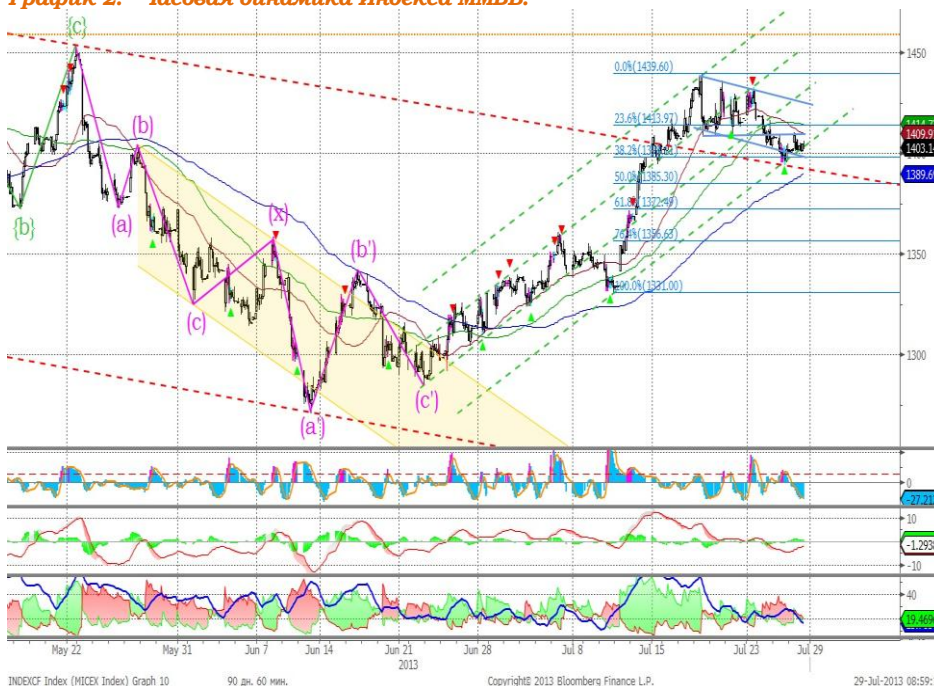 График 2. Часовая динамика Индекса ММВБ.
{c}
1450
0.0%(1439.60)
(b)
23.6%(1413.97)
1409.9
1403.14
38.2%
{b}
(a)
50.0%(1385.30)
1389.69
61.8%(1372.49)
(x)
76.4%(1356.63)
1350
(b')
(c)
100.0%(1331.00)
1300
(c')
(a')
0
-27.217
10
-1.2938
-10
40
19.469
May 22
May 31
Jun 7
Jun 14
Jun 21
Jun 28
Jul 8
Jul 15
Jul 23
Jul 29
2013
INDEXCF Index (MICEX Index) Graph 10
90 дн. 60 мин.
Copyright© 2013 Bloomberg Finance L.P.
29-Jul-2013 08:59: